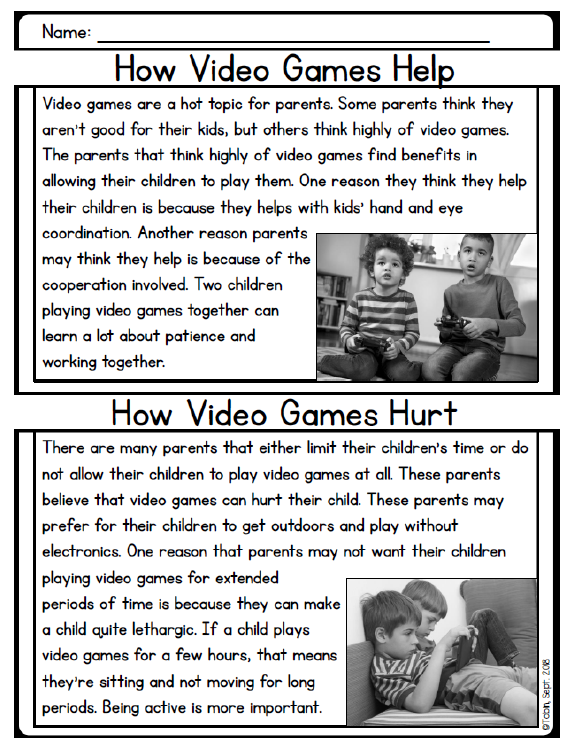 Name:
How Video Games Help
Video games are a hot topic for parents. Some parents think they
aren't good for their kids, but others think highly of video games.
The parents that think highly of video games find benefits in
allowing their children to play them. One reason they think they help
their children is because they helps with kids' hand and eye
coordination. Another reason parents
may think they help is because of the
cooperation involved. Two children
playing video games together can
learn a lot about patience and
working together.
How Video Games Hurt
There are many parents that either limit their children's time or do
not allow their children to play video games at all. These parents
believe that video games can hurt their child. These parents may
prefer for their children to get outdoors and play without
electronics. One reason that parents may not want their children
playing video games for extended
periods of time is because they can make
a child quite lethargic. If a child plays
video games for a few hours, that means
they're sitting and not moving for long
periods. Being active is more important.
©Tobin, Sept. 2018